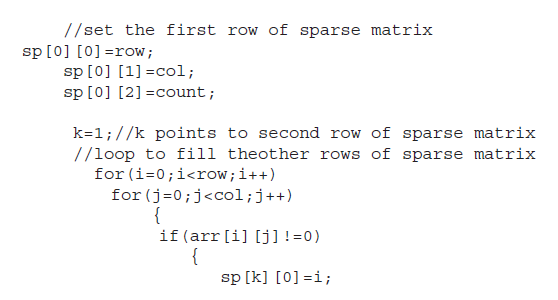 //set the first row of sparse matrix
sp[0][0]=row;
sp[0][1]=col;
sp[0][2]=count;
k=1;//k points to second row of sparse matrix
//loop to fill theother rows of sparse matrix
for(i=0;i<row;i++)
for(j=0;j<col;j++)
{
if(arr[i][j]!=0)
{
sp[k][0]=i;